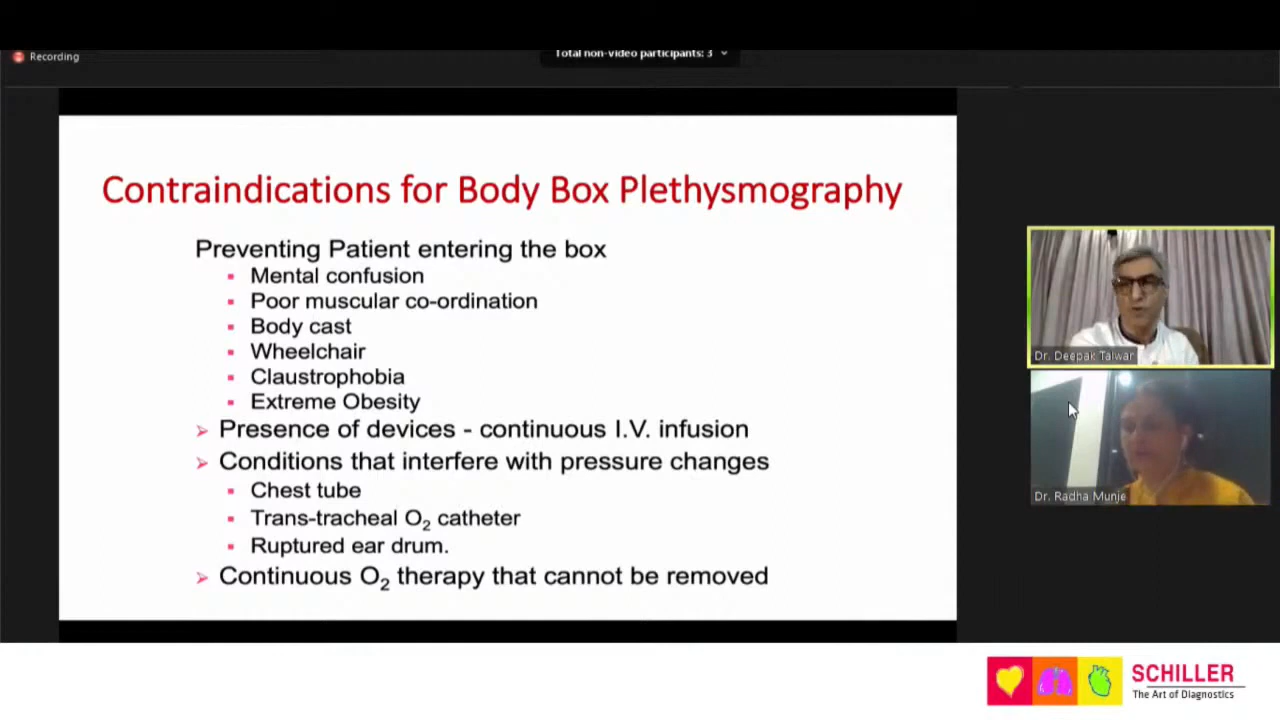 Recording
Total non-video participants: 3
Contraindications for Body Box Plethysmography
Preventing Patient entering the box
▪ Mental confusion
▪ Poor muscular co-ordination
▪ Body cast
▪ Wheelchair
▪ Claustrophobia
▪ Extreme Obesity
➢ Presence of devices - continuous I.V. infusion
➢ Conditions that interfere with pressure changes
▪ Chest tube
▪ Trans-tracheal O₂ catheter
▪ Ruptured ear drum.
➢ Continuous O₂ therapy that cannot be removed
Dr. Deepak Talwar
Dr. Radha Munje
SCHILLER
The Art of Diagnostics